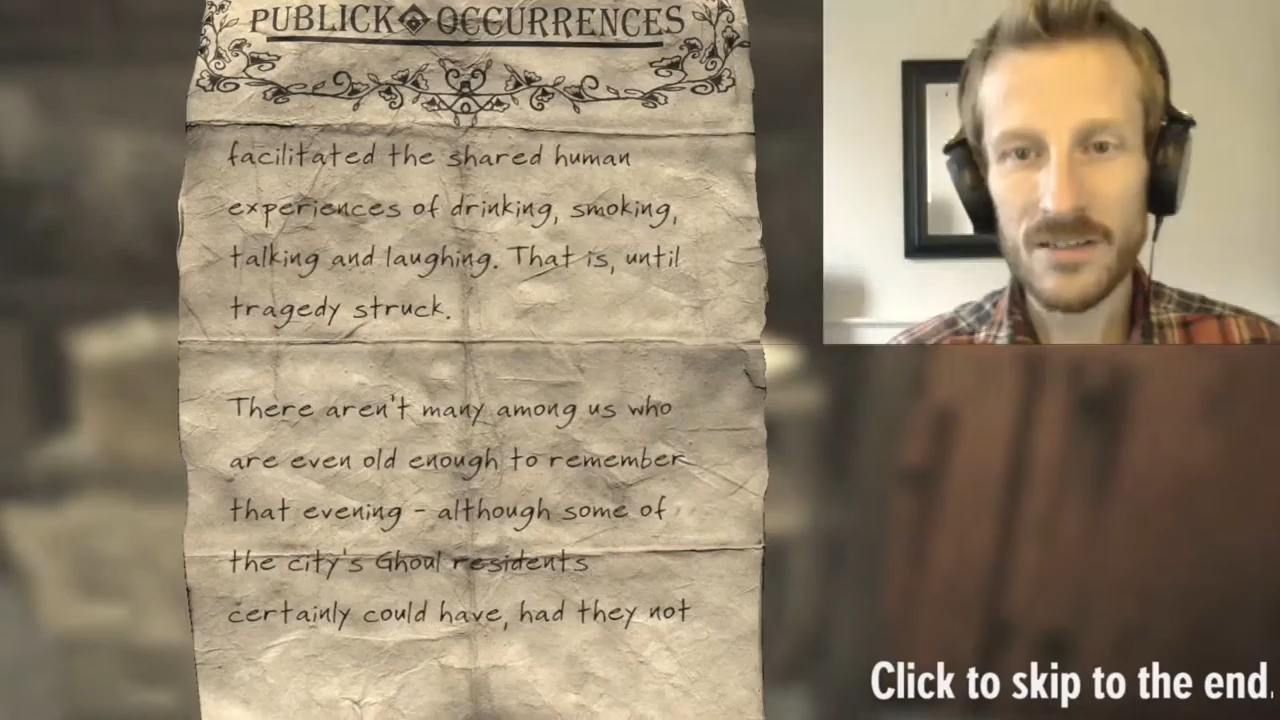 PUBLICK OCCURRENCES
facilitated the shared human
experiences of drinking, smoking,
talking and laughing. That is, until
tragedy struck.
There aren't many among us who
are even old enough to remember
that evening - although some of
the city's Ghoul residents
certainly could have, had they not
Click to skip to the end.